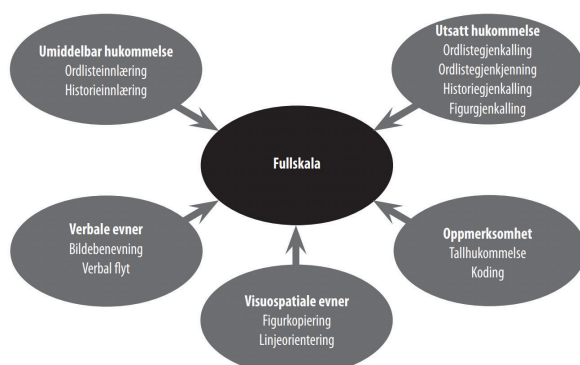 Umiddelbar hukommelse
Ordlisteinnlæring
Historieinnlæring
Utsatt hukommelse
Ordlistegjenkalling
Ordlistegjenkjenning
Historiegjenkalling
Figurgjenkalling
Fullskala
Verbale evner
Bildebenevning
Verbal flyt
Oppmerksomhet
Tallhukommelse
Koding
Visuospatiale evner
Figurkopiering
Linjeorientering